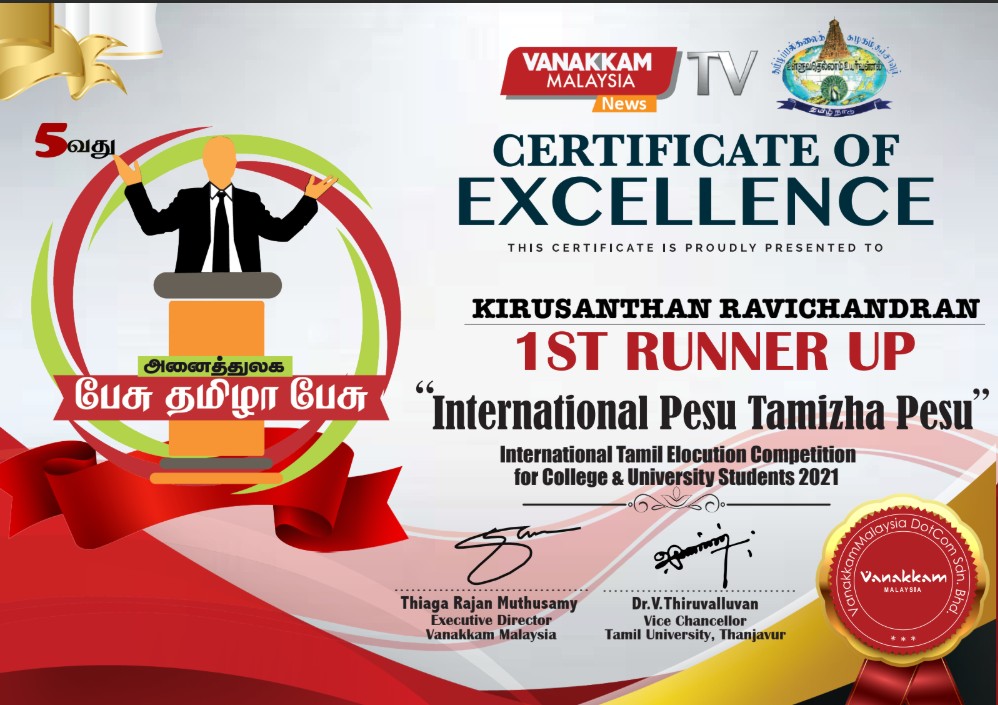 VANAKKAM
MALAYSIA
News
TV
தமிழ் நாடு
CERTIFICATE OF
EXCELLENCE
THIS CERTIFICATE IS PROUDLY PRESENTED TO
KIRUSANTHAN RAVICHANDRAN
1ST RUNNER UP
“International Pesu Tamizha Pesu”
International Tamil Elocution Competition
for College & University Students 2021
5வது
அனைத்துலக
பேசு தமிழா பேசு
Thiaga Rajan Muthusamy
Executive Director
Vanakkam Malaysia
Dr.V.Thiruvalluvan
Vice Chancellor
Tamil University, Thanjavur
VanakkamMalaysia DotCom Sdn. Bhd.
Vanakkam
MALAYSIA